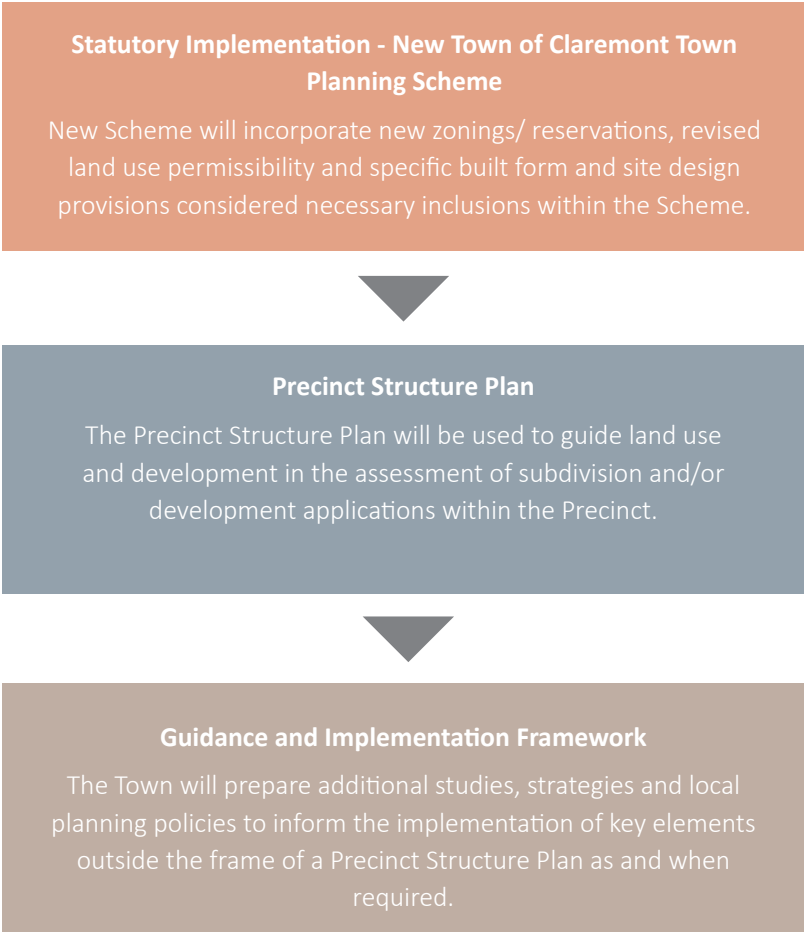 Statutory Implementation - New Town of Claremont Town
Planning Scheme
New Scheme will incorporate new zonings/ reservations, revised
land use permissibility and specific built form and site design
provisions considered necessary inclusions within the Scheme.
Precinct Structure Plan
The Precinct Structure Plan will be used to guide land use
and development in the assessment of subdivision and/or
development applications within the Precinct.
Guidance and Implementation Framework
The Town will prepare additional studies, strategies and local
planning policies to inform the implementation of key elements
outside the frame of a Precinct Structure Plan as and when
required.